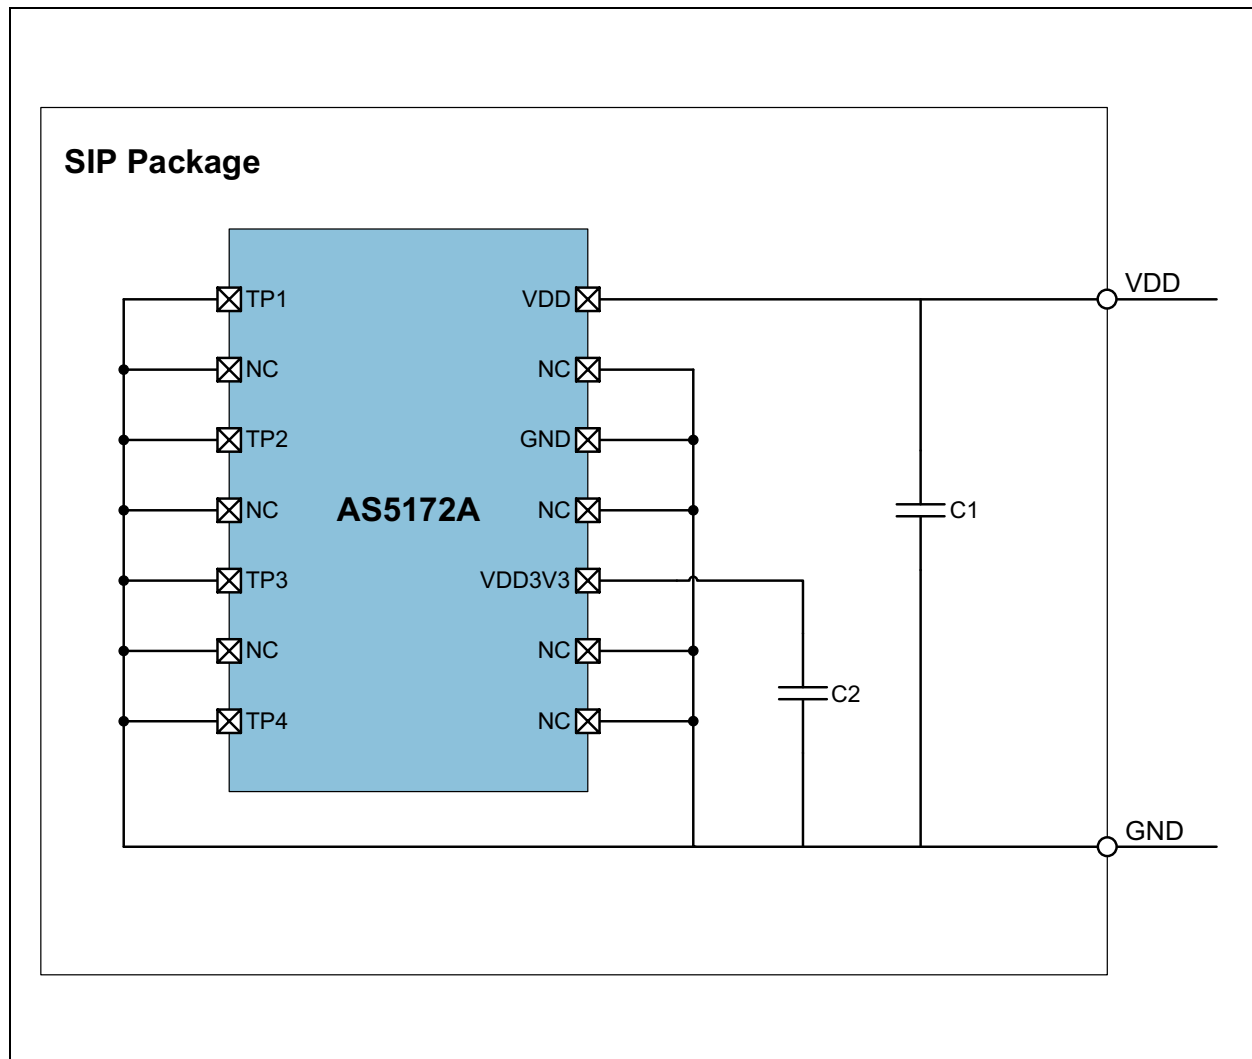 SIP Package
VDD
TP1
VDD
NC
NC
TP2
GND
NC
AS5172A
NC
C1
TP3
VDD3V3
NC
NC
C2
TP4
NC
GND